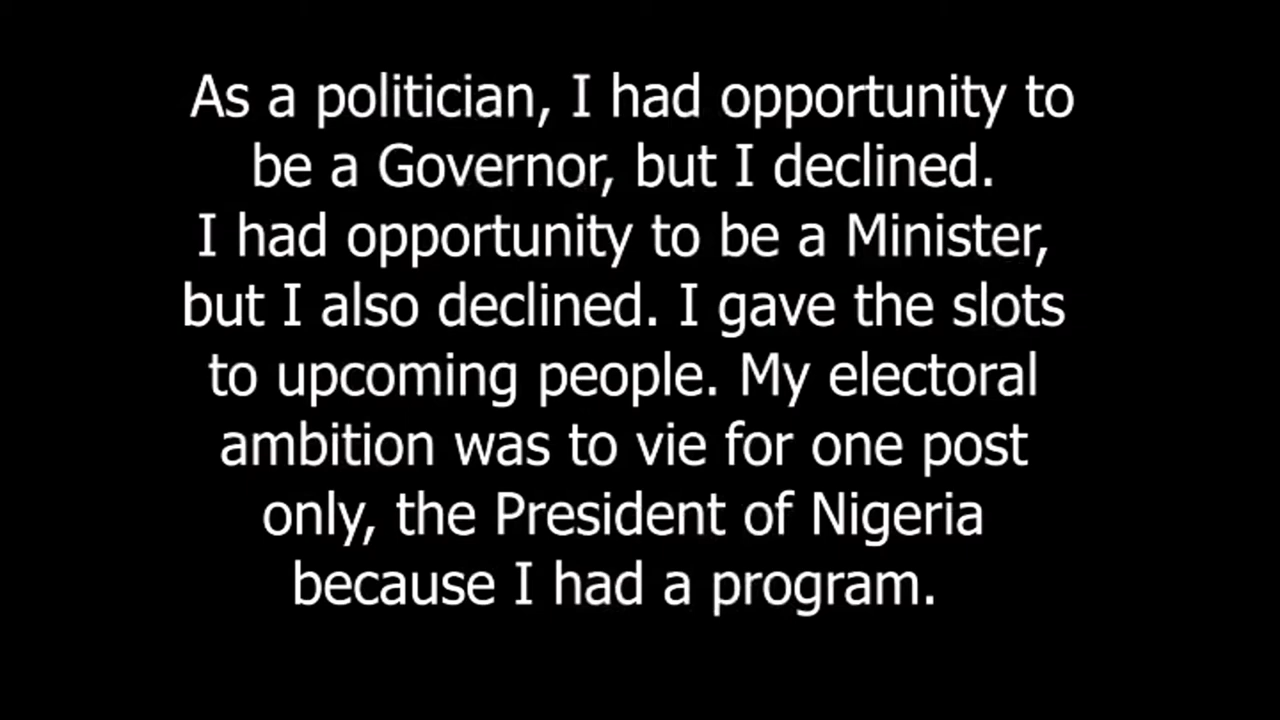 As a politician, I had opportunity to
be a Governor, but I declined.
I had opportunity to be a Minister,
but I also declined. I gave the slots
to upcoming people. My electoral
ambition was to vie for one post
only, the President of Nigeria
because I had a program.